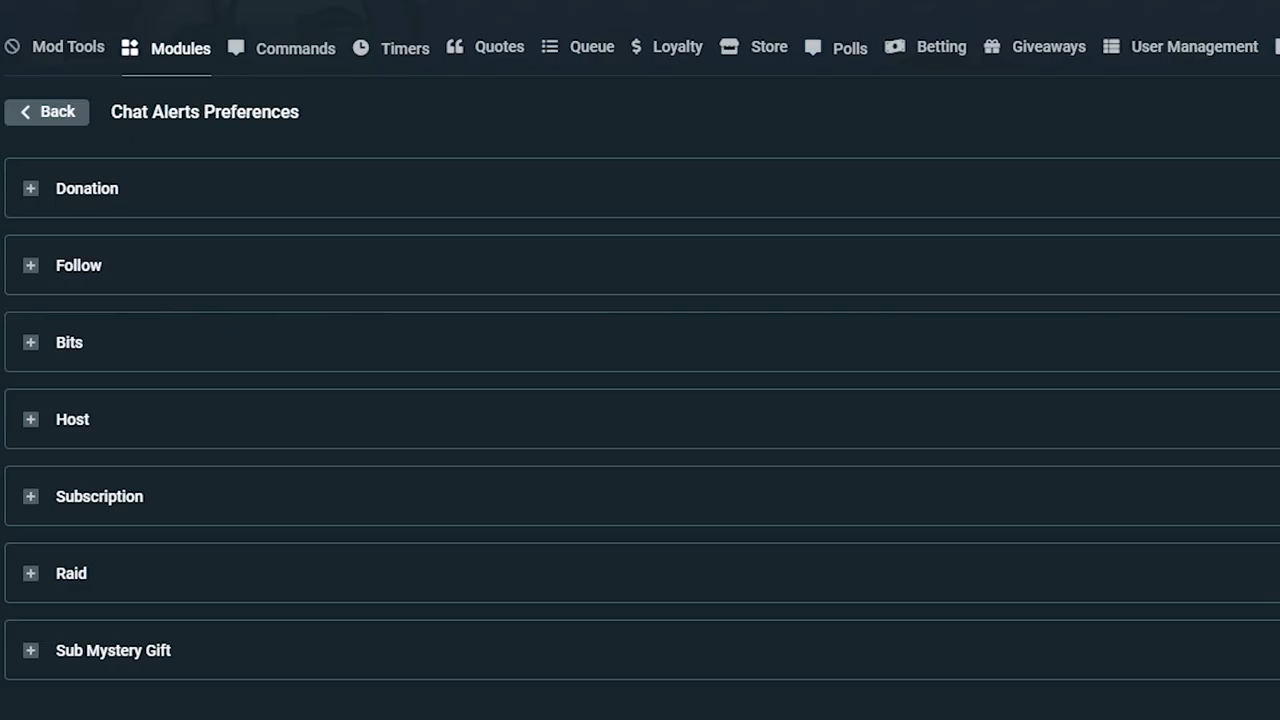 Mod Tools Modules Commands Timers Quotes Queue Loyalty Store Polls Betting Giveaways User Management
Back Chat Alerts Preferences
Donation
Follow
Bits
Host
Subscription
Raid
Sub Mystery Gift